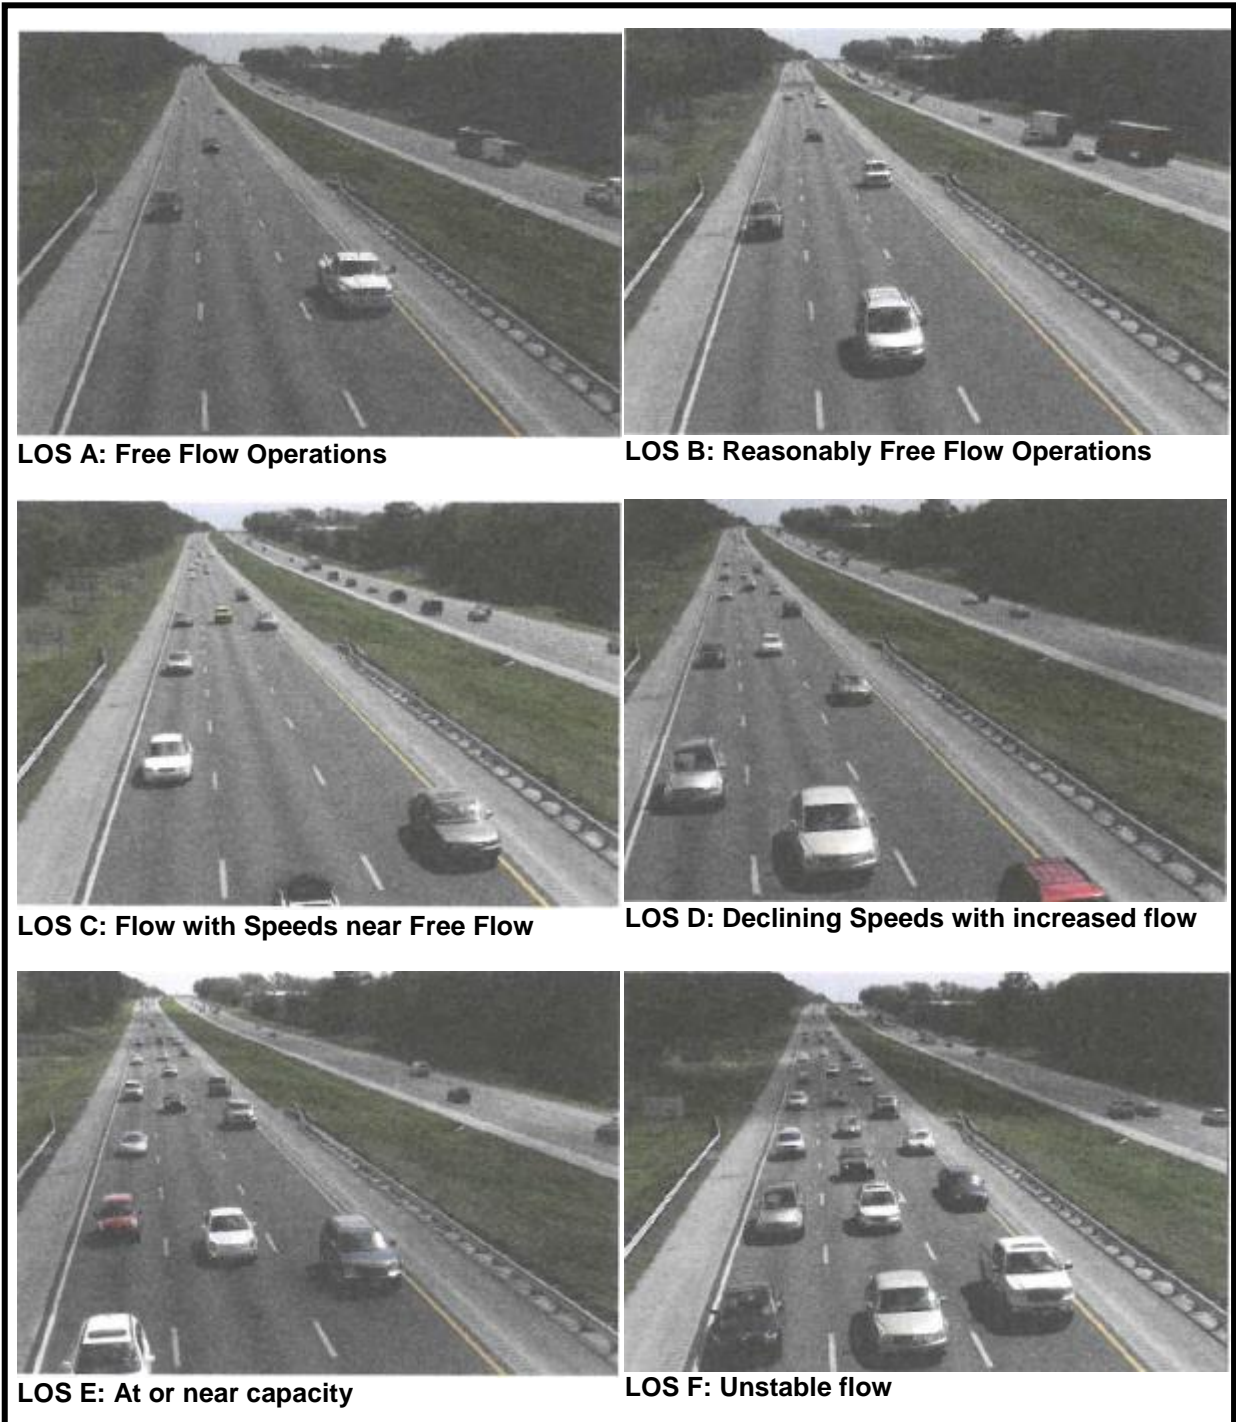 LOS A: Free Flow Operations
LOS B: Reasonably Free Flow Operations
LOS C: Flow with Speeds near Free Flow
LOS D: Declining Speeds with increased flow
LOS E: At or near capacity
LOS F: Unstable flow